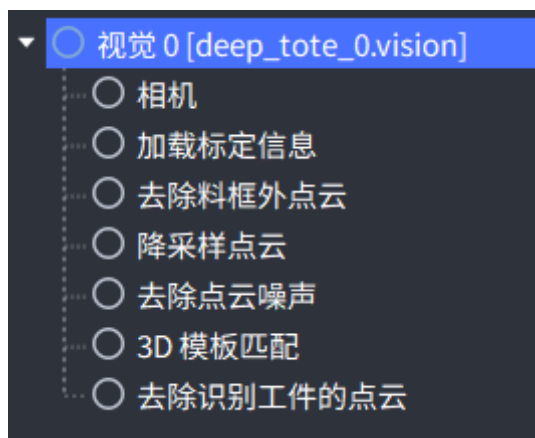 视觉 0 [deep_tote_0.vision]
相机
加载标定信息
去除料框外点云
降采样点云
去除点云噪声
3D 模板匹配
去除识别工件的点云